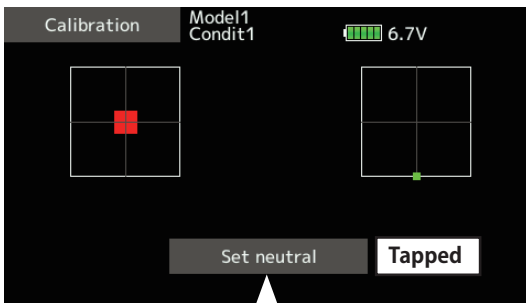 Calibration
Model1
Condit1
6.7V
Set neutral
Tapped